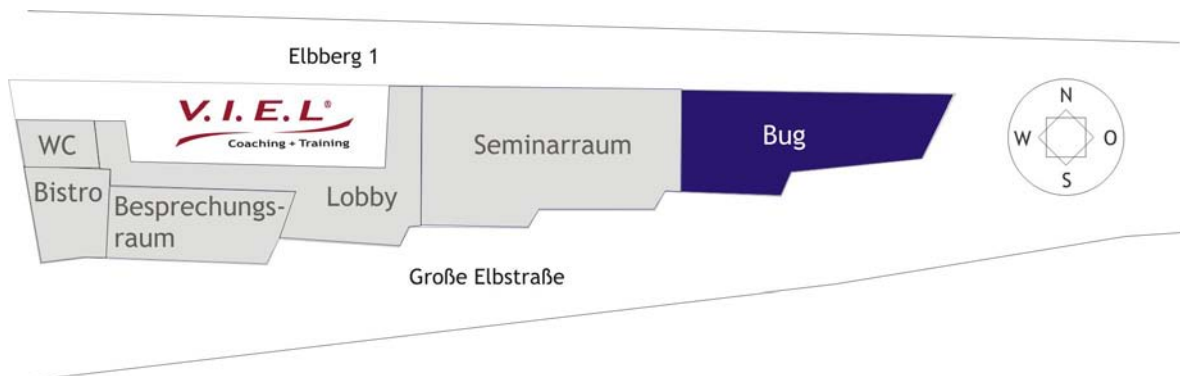 Elbberg 1
V.I.E.L®
Coaching + Training
WC
Bistro
Besprechungs-
raum
Lobby
Seminarraum
Bug
N
W
O
S
Große Elbstraße